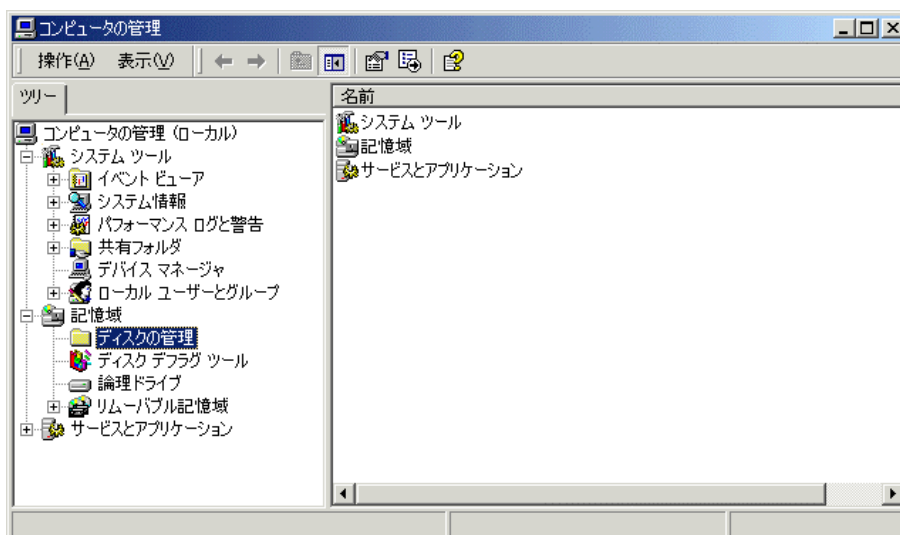 コンピュータの管理
操作(A) 表示(V)
ツリー
コンピュータの管理 (ローカル)
システム ツール
イベント ビューア
システム情報
パフォーマンス ログと警告
共有フォルダ
デバイス マネージャ
ローカル ユーザーとグループ
記憶域
ディスクの管理
ディスク デフラグ ツール
論理ドライブ
リムーバブル記憶域
サービスとアプリケーション
名前
システム ツール
記憶域
サービスとアプリケーション